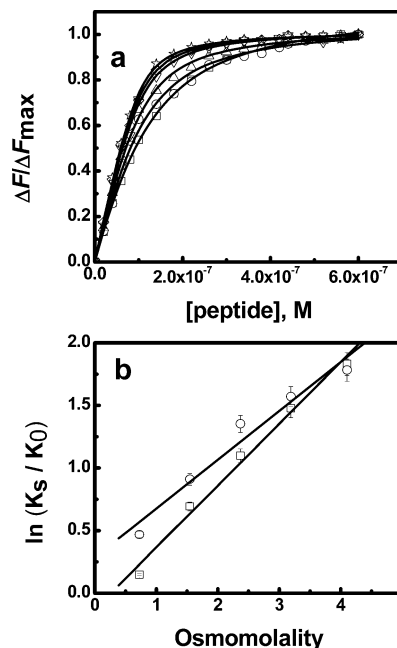 a
ΔF/ΔFmax
1.0
0.8
0.6
0.4
0.2
0.0
0.0
2.0x10⁻⁷
4.0x10⁻⁷
6.0x10⁻⁷
[peptide], M
b
ln (Ks / K0)
2.0
1.5
1.0
0.5
0.0
0
1
2
3
4
Osmomolality